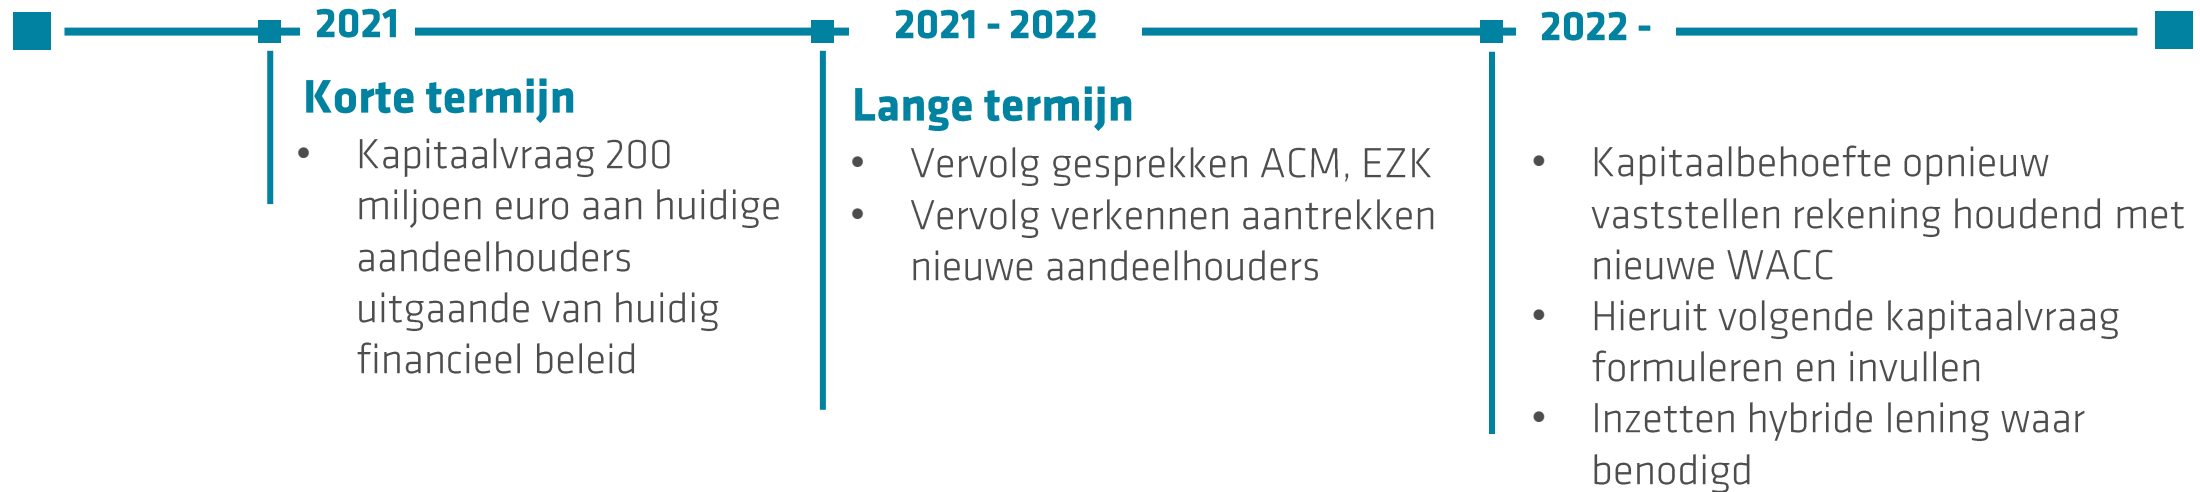 2021
Korte termijn
• Kapitaalvraag 200
miljoen euro aan huidige
aandeelhouders
uitgaande van huidig
financieel beleid
2021 - 2022
Lange termijn
• Vervolg gesprekken ACM, EZK
• Vervolg verkennen aantrekken
nieuwe aandeelhouders
2022 -
• Kapitaalbehoefte opnieuw
vaststellen rekening houdend met
nieuwe WACC
• Hieruit volgende kapitaalvraag
formuleren en invullen
• Inzetten hybride lening waar
benodigd